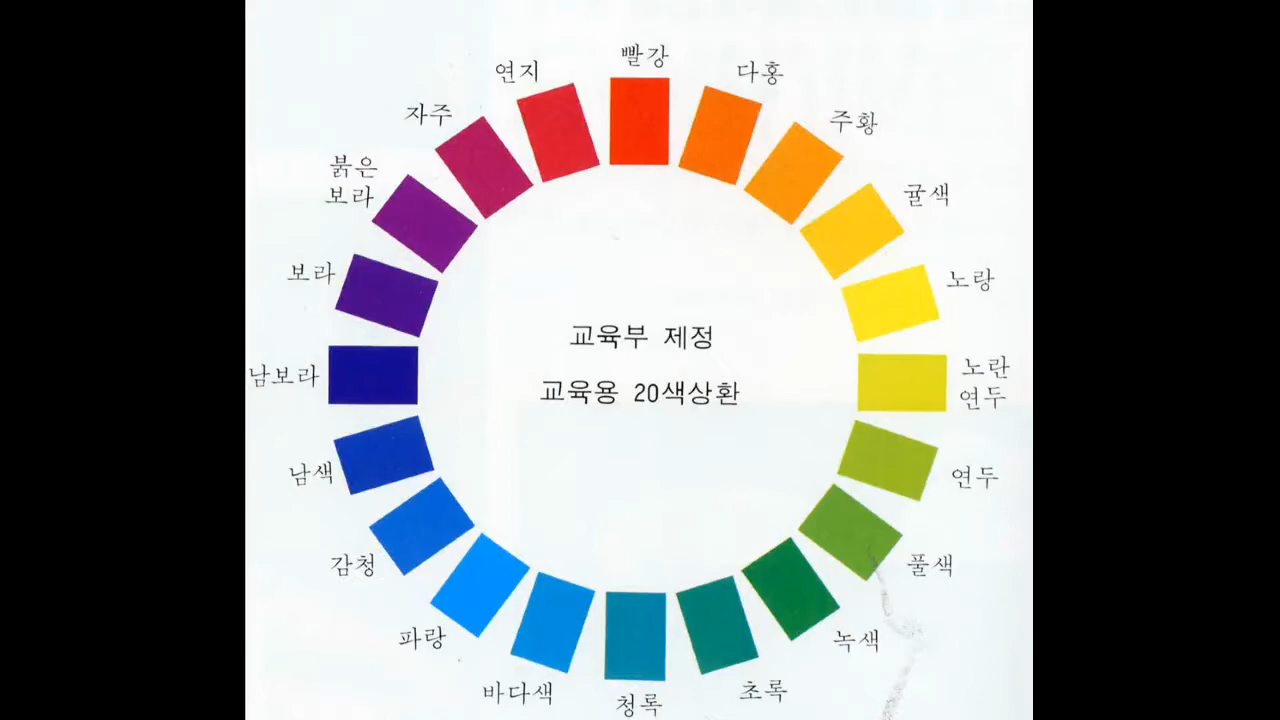 빨강
다홍
주황
귤색
노랑
노란
연두
연두
풀색
녹색
초록
청록
바다색
파랑
감청
남색
남보라
보라
붉은
보라
자주
연지
교육부 제정
교육용 20색상환